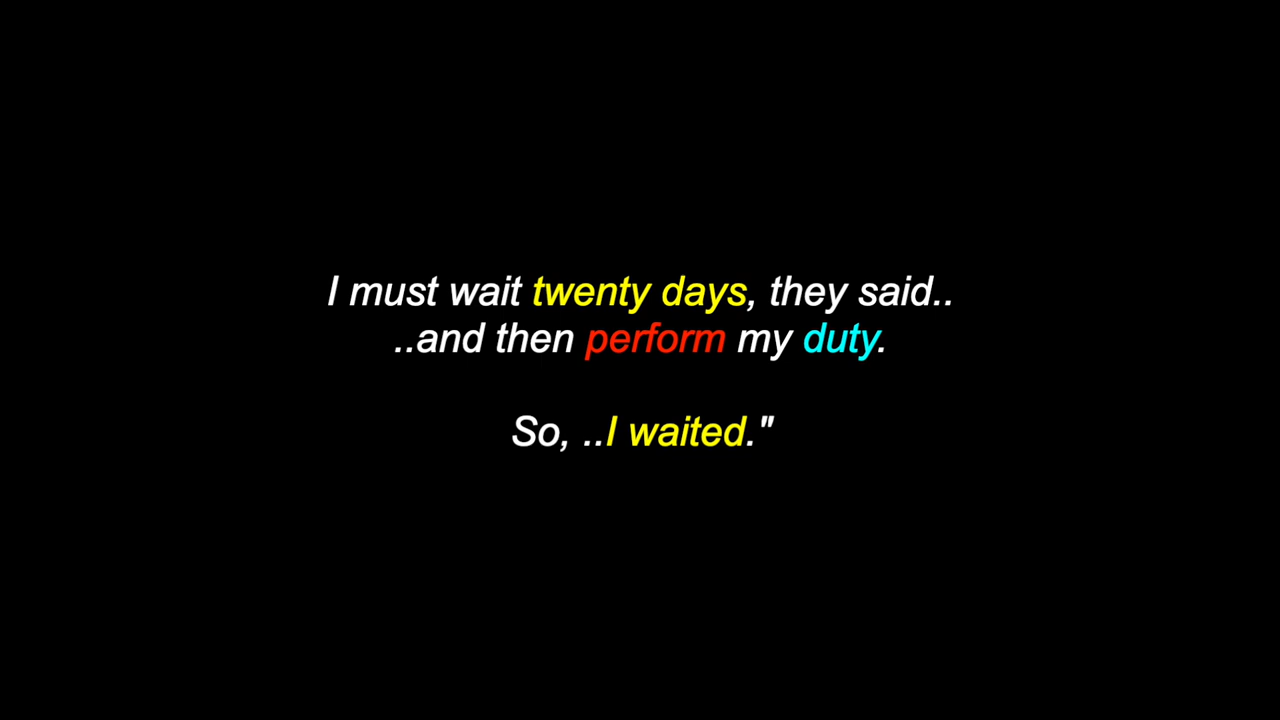 I must wait twenty days, they said..
..and then perform my duty.
So, ..I waited."